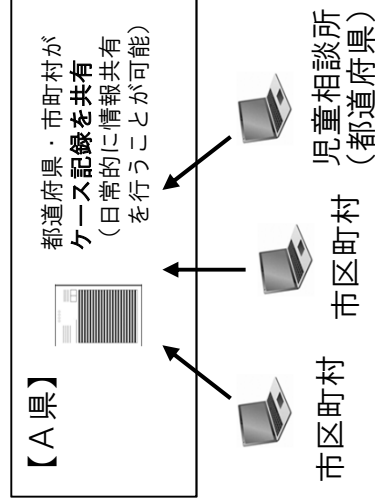 【A県】
都道府県・市町村が
ケース記録を共有
（日常的に情報共有
を行うことが可能）
市区町村
市区町村
児童相談所
（都道府県）